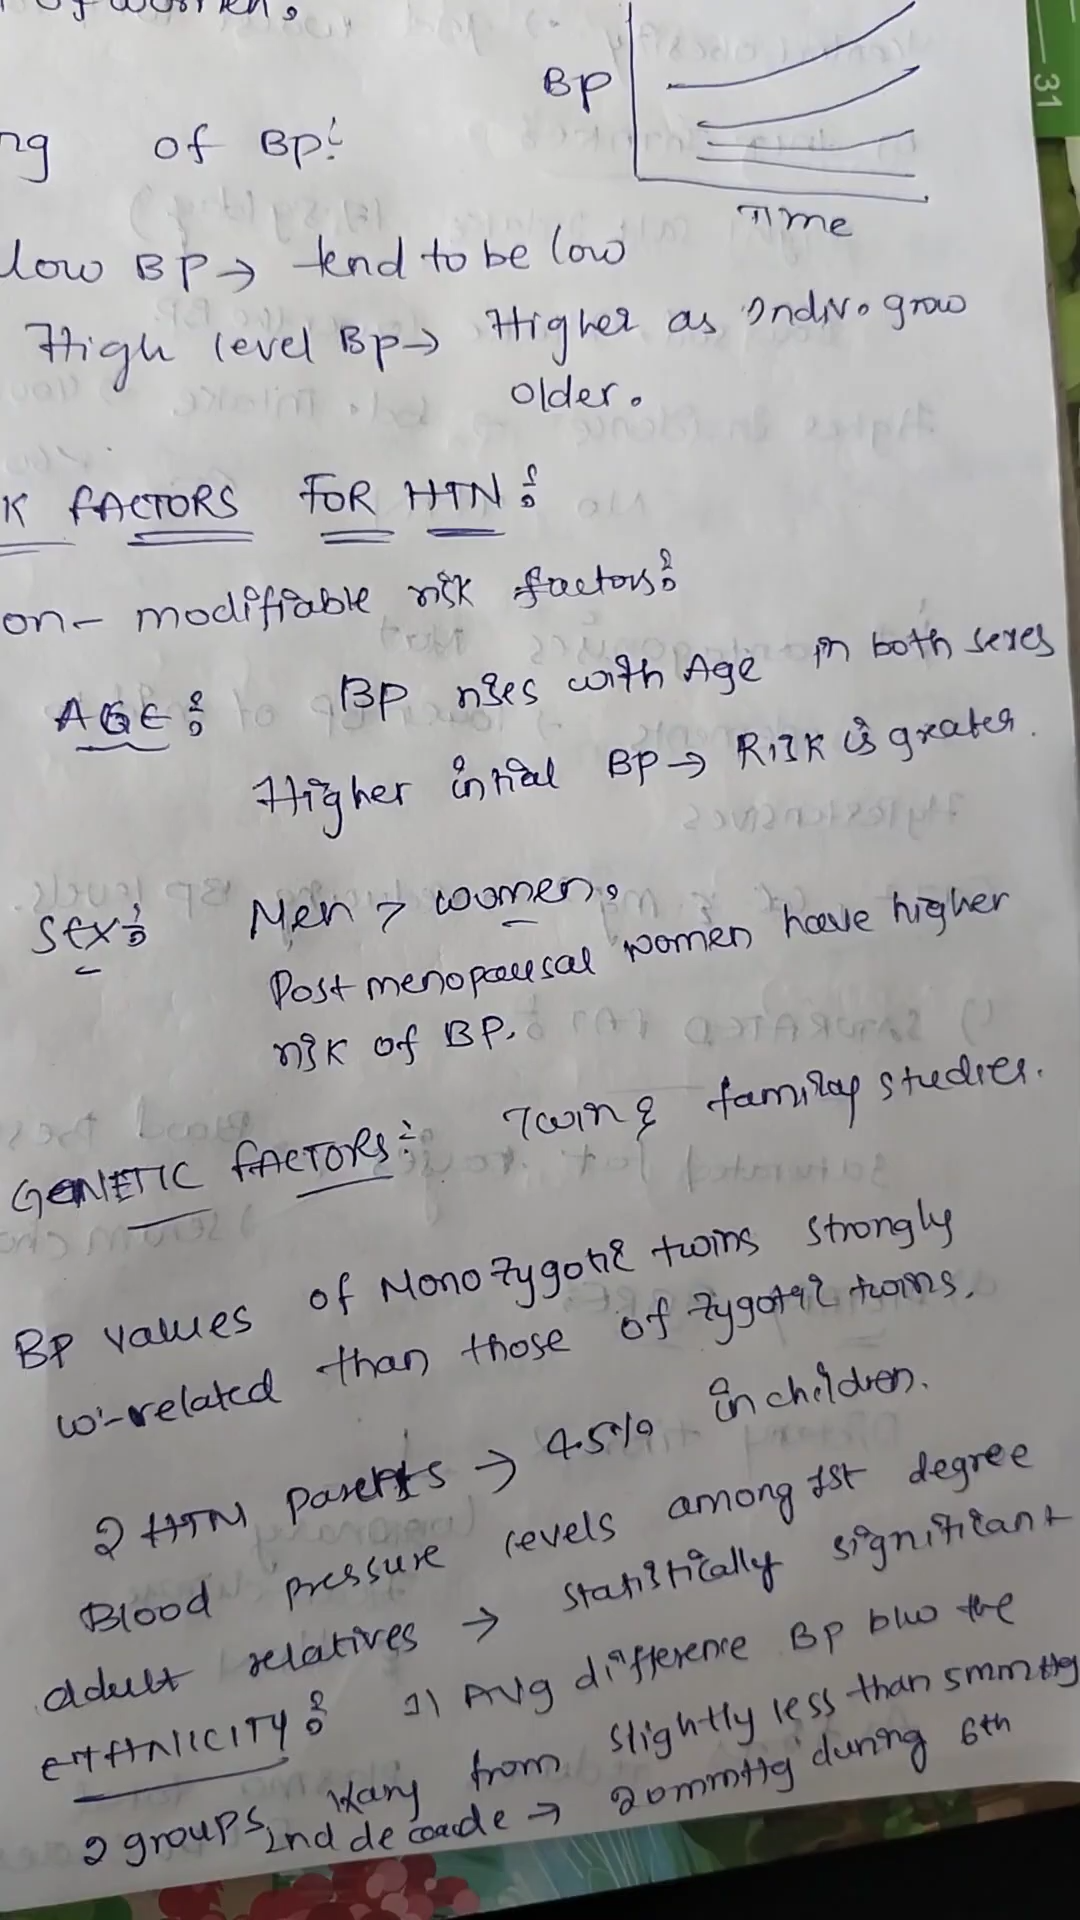 of women.
BP
31
ng of BP:
Time
low BP → tend to be low
High level BP → Higher as indiv. grow
older.
K FACTORS FOR HTN:
on- modifiable risk factors:
AGE: BP rises with Age in both sexes
Higher initial BP → Risk is greater.
Sex: Men > women.
Post menopausal women have higher
risk of BP.
GENETIC FACTORS: Twin & family studies.
BP values of Monozygotic twins strongly
co-related than those of zygotic twins.
2 HTN parents → 45% in children.
Blood pressure levels among 1st degree
adult relatives → statistically significant
ETHNICITY: 1) Avg difference BP b/w the
2 groups vary from slightly less than 5mmHg
2nd decade → 20mmHg during 6th